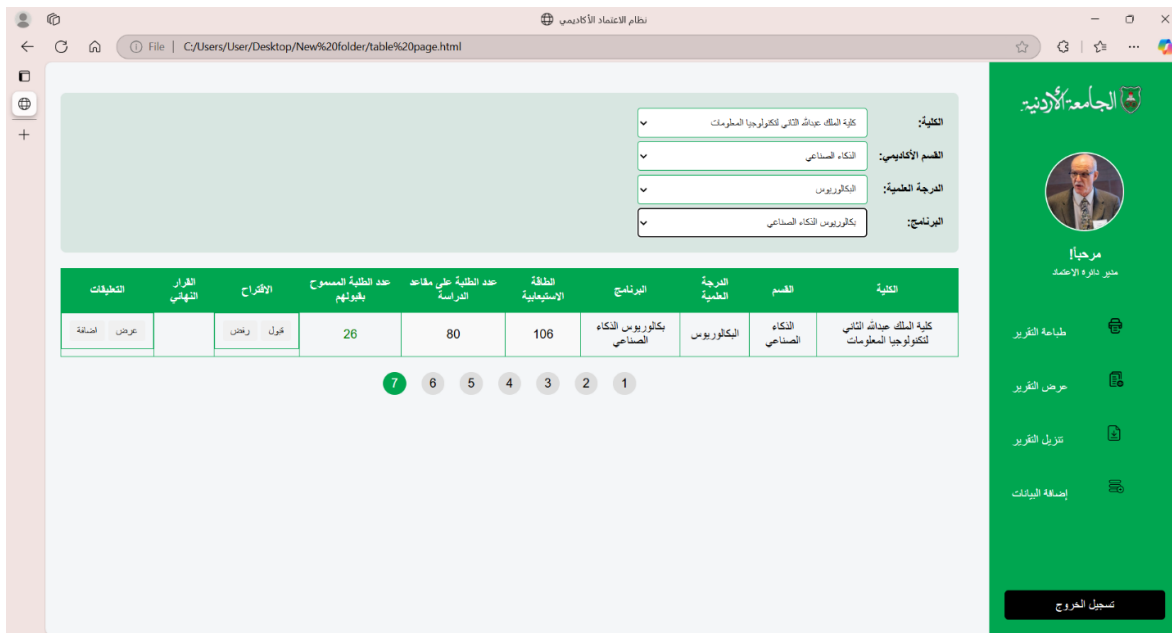 نظام الاعتماد الأكاديمي
File | C:/Users/User/Desktop/New%20folder/table%20page.html
الجامعة الأردنية
مرحباً!
مدير دائرة الاعتماد
طباعة التقرير
عرض التقرير
تنزيل التقرير
إضافة البيانات
تسجيل الخروج
الكلية: كلية الملك عبدالله الثاني لتكنولوجيا المعلومات
القسم الأكاديمي: الذكاء الصناعي
الدرجة العلمية: البكالوريوس
البرنامج: بكالوريوس الذكاء الصناعي
الكلية القسم الدرجة العلمية البرنامج الطاقة الاستيعابية عدد الطلبة على مقاعد الدراسة عدد الطلبة المسموح بقبولهم الاقتراح القرار النهائي التعليقات
كلية الملك عبدالله الثاني لتكنولوجيا المعلومات الذكاء الصناعي البكالوريوس بكالوريوس الذكاء الصناعي 106 80 26 قبول رفض عرض اضافة
1 2 3 4 5 6 7